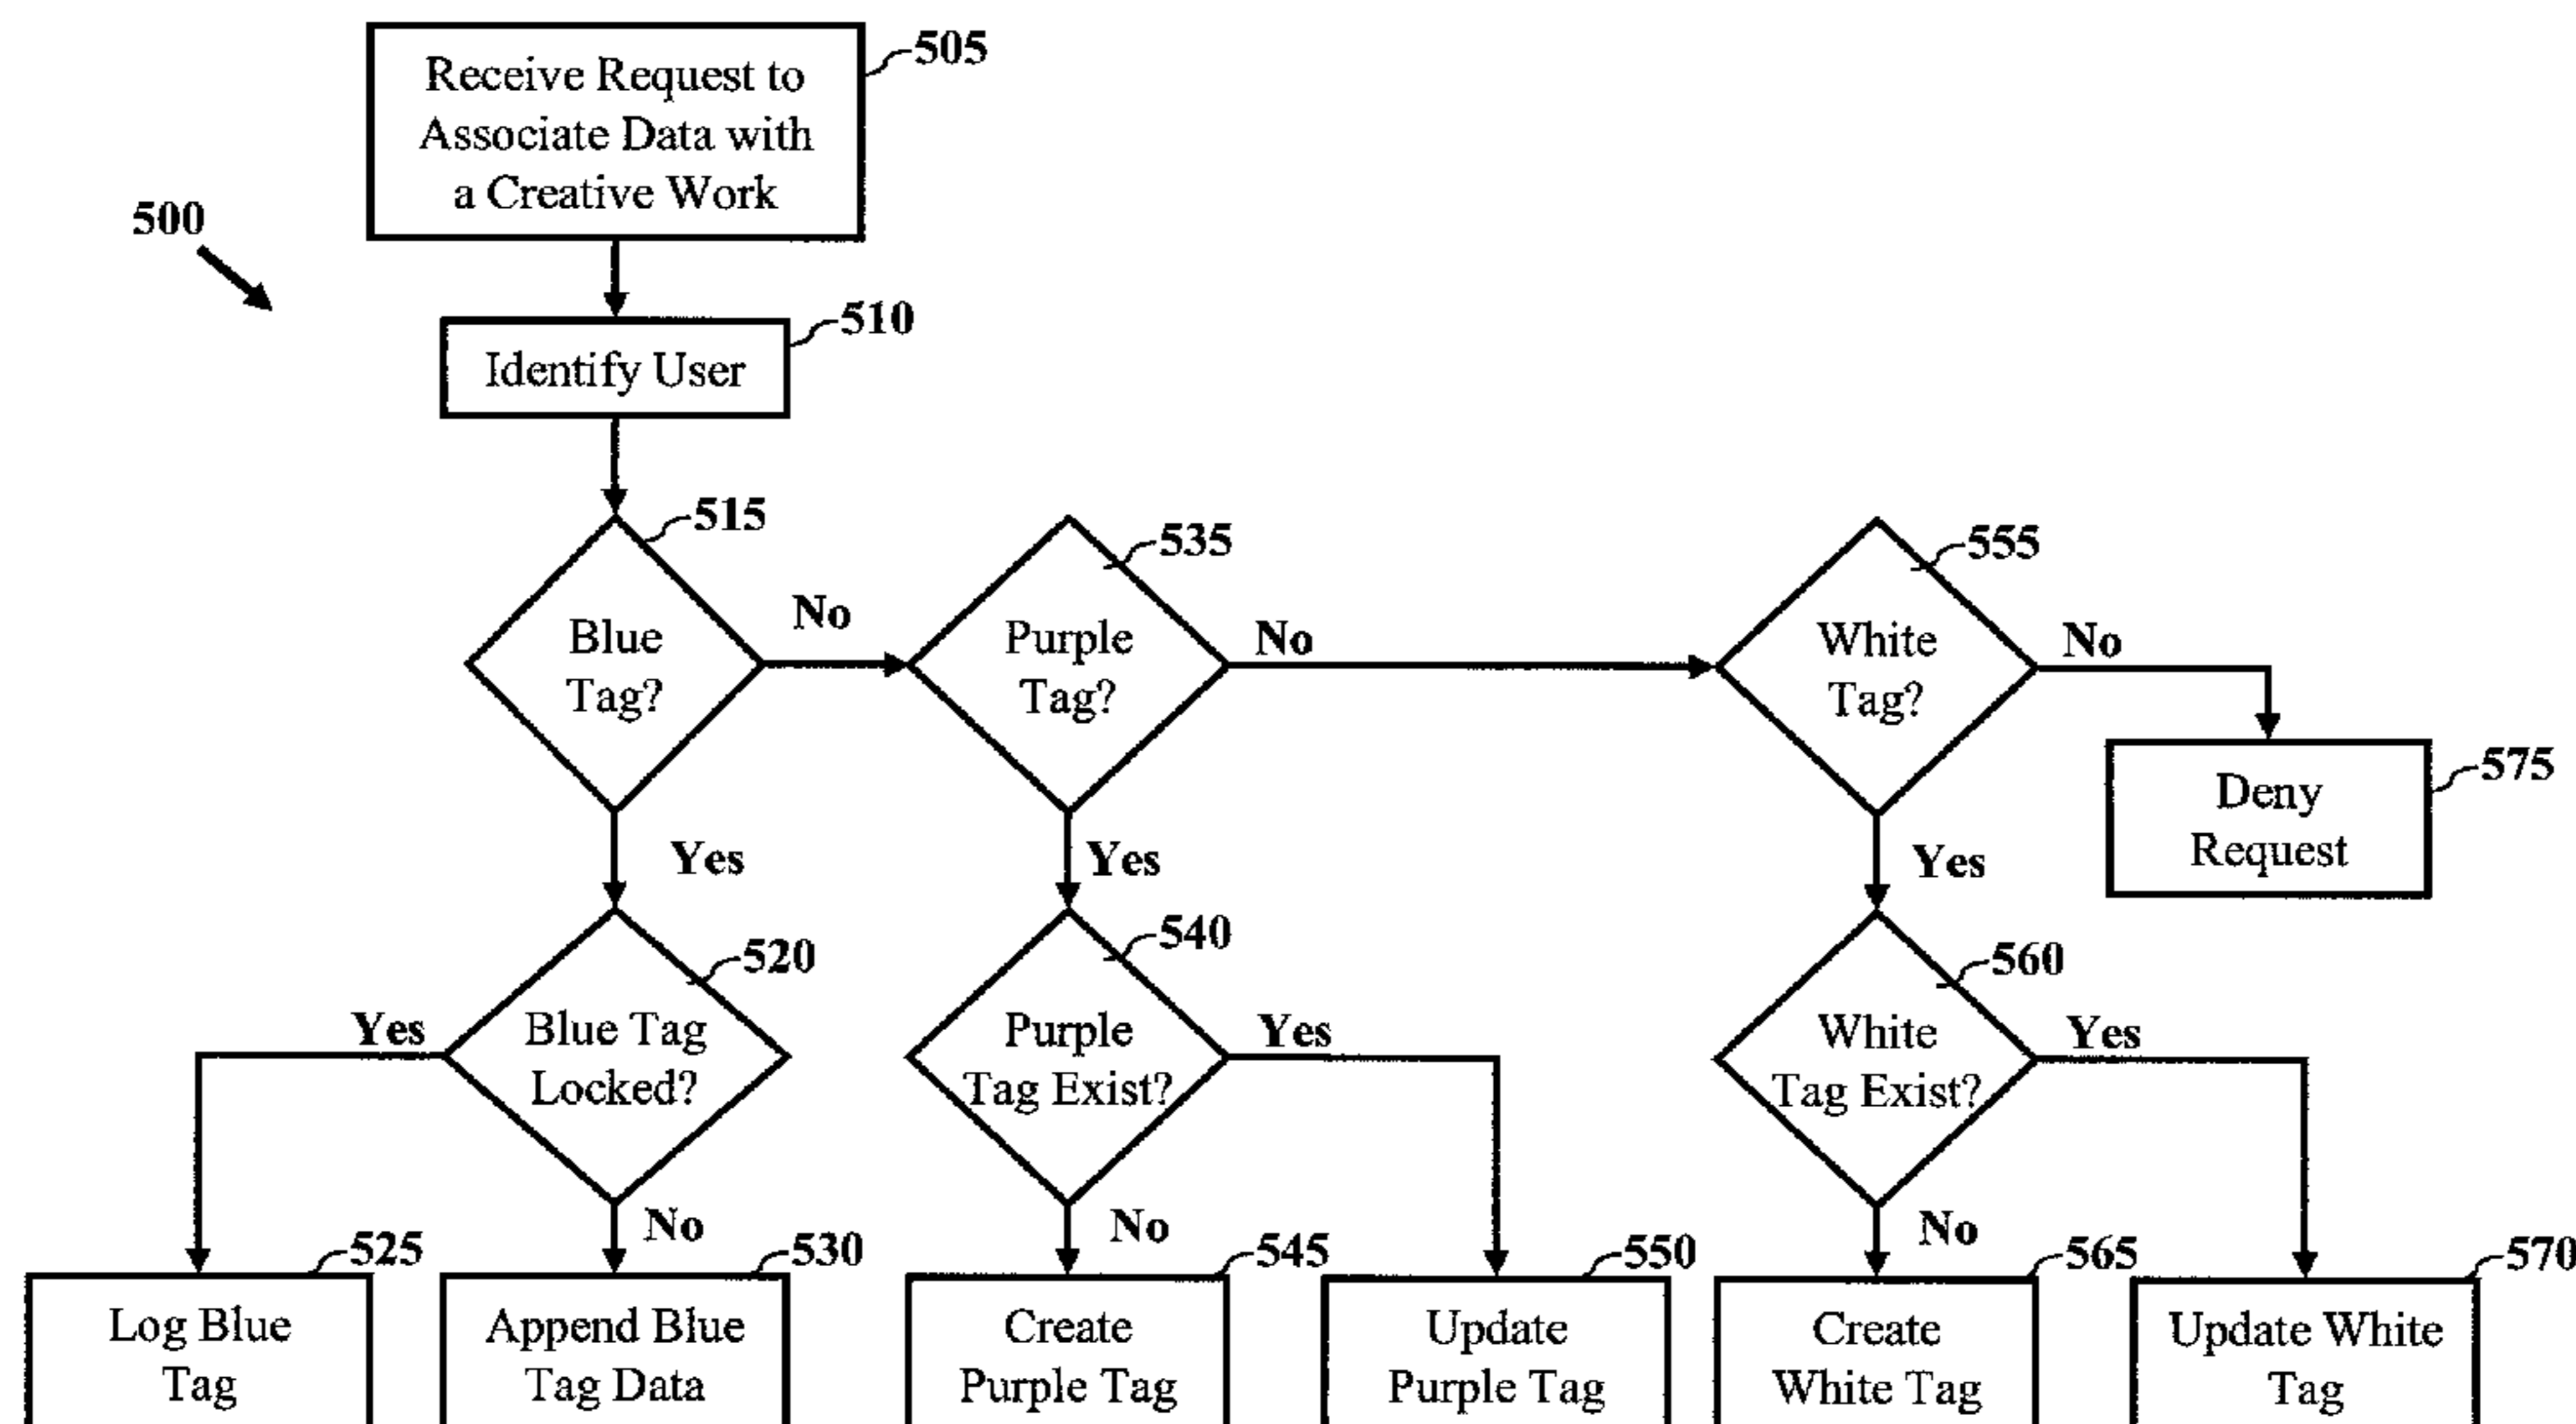 505
Receive Request to
Associate Data with
a Creative Work
500
510
Identify User
515
Blue
Tag?
No
535
Purple
Tag?
No
555
White
Tag?
No
575
Deny
Request
Yes
Yes
Yes
520
Blue Tag
Locked?
Yes
No
540
Purple
Tag Exist?
Yes
No
560
White
Tag Exist?
Yes
No
525
Log Blue
Tag
530
Append Blue
Tag Data
545
Create
Purple Tag
550
Update
Purple Tag
565
Create
White Tag
570
Update White
Tag